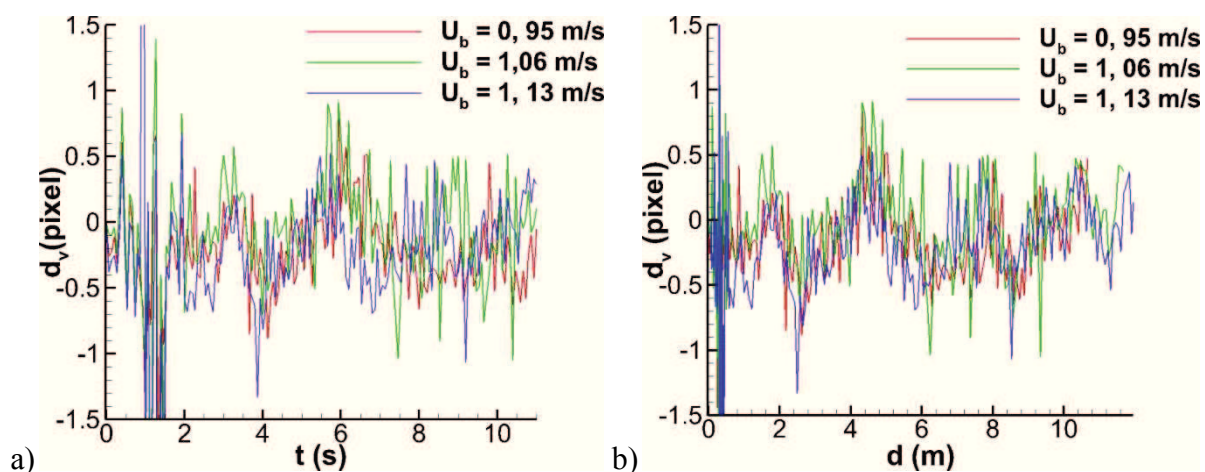 1.5
1
0.5
0
-0.5
-1
-1.5
d_v (pixel)
U_b = 0, 95 m/s
U_b = 1,06 m/s
U_b = 1, 13 m/s
0 2 4 6 8 10
t (s)
a)
1.5
1
0.5
0
-0.5
-1
-1.5
d_v (pixel)
U_b = 0, 95 m/s
U_b = 1, 06 m/s
U_b = 1, 13 m/s
0 2 4 6 8 10
d (m)
b)